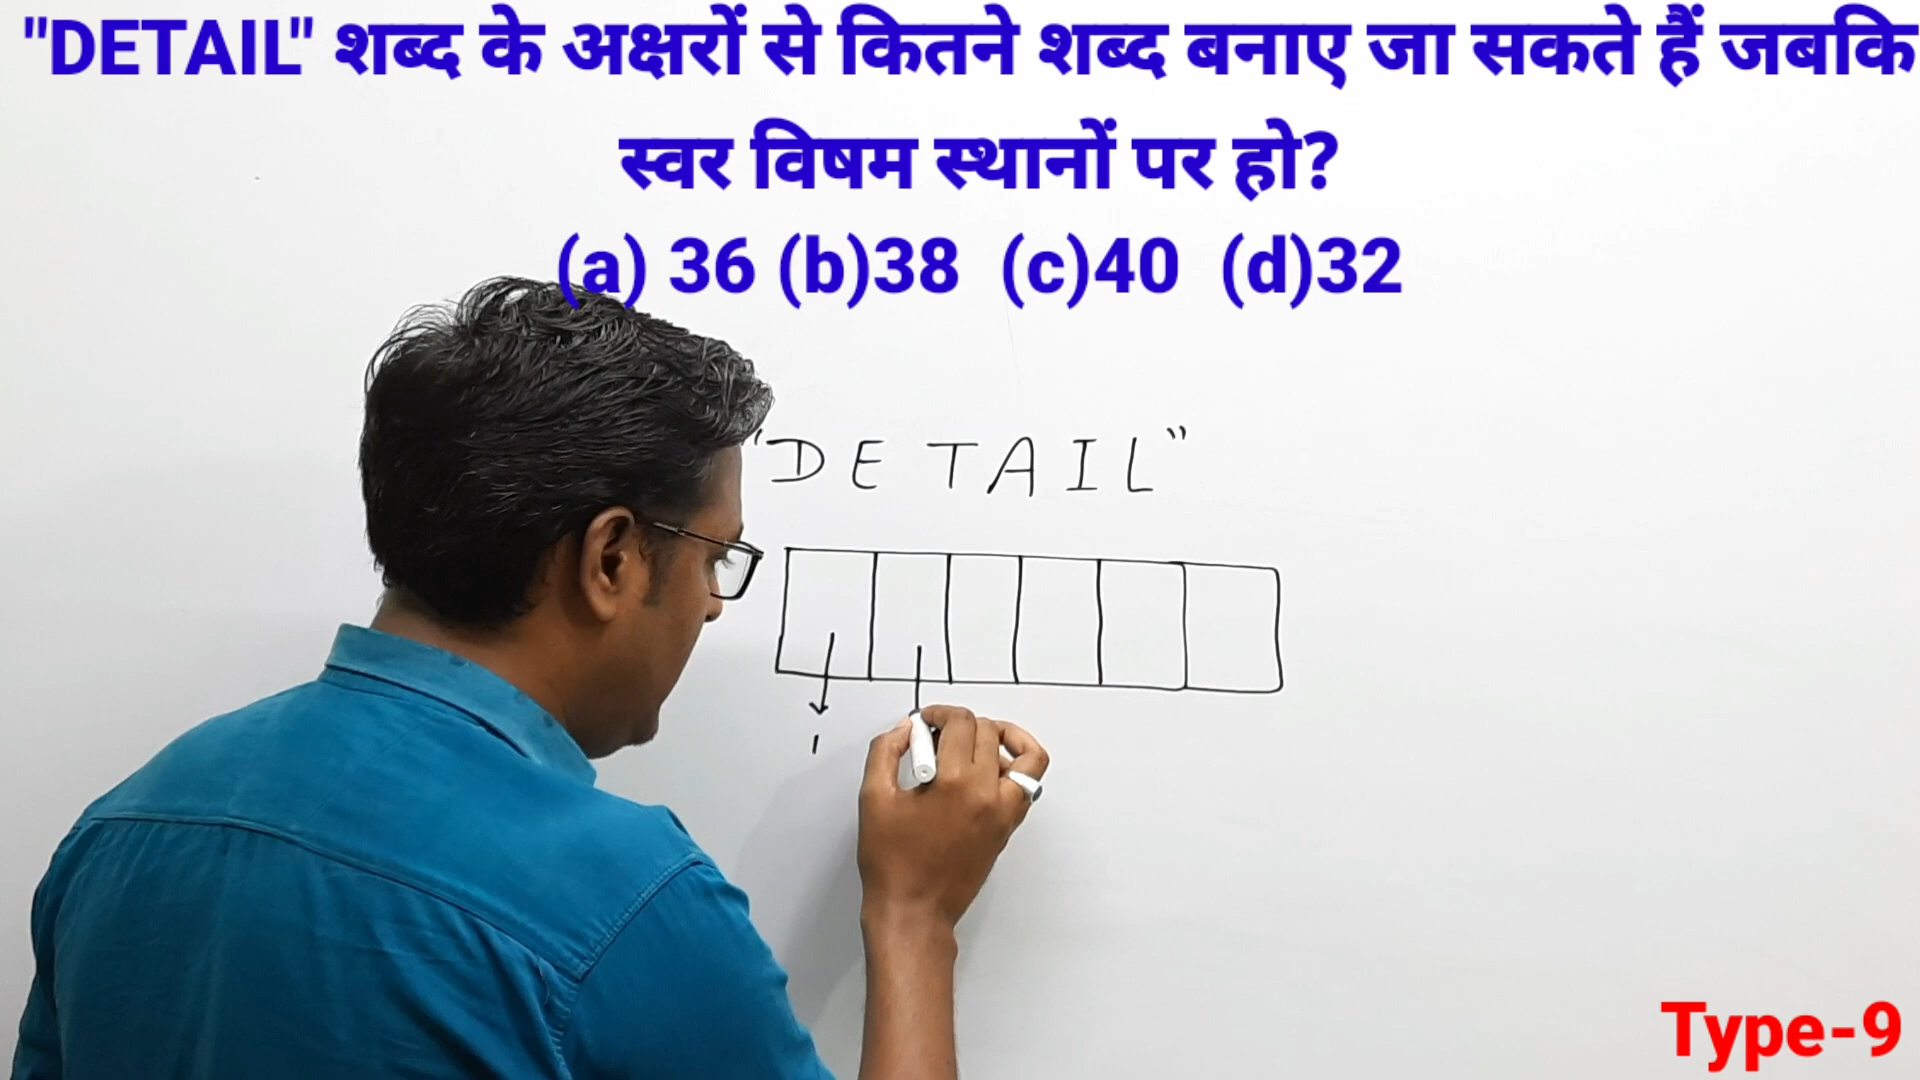 "DETAIL" शब्द के अक्षरों से कितने शब्द बनाए जा सकते हैं जबकि
स्वर विषम स्थानों पर हो?
(a) 36 (b)38 (c)40 (d)32
"DETAIL"
1
Type-9